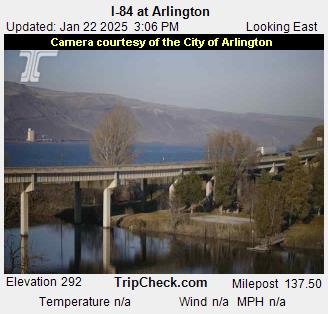 I-84 at Arlington
Updated: Jan 22 2025 3:06 PM Looking East
Camera courtesy of the City of Arlington
Elevation 292 TripCheck.com Milepost 137.50
Temperature n/a Wind n/a MPH n/a